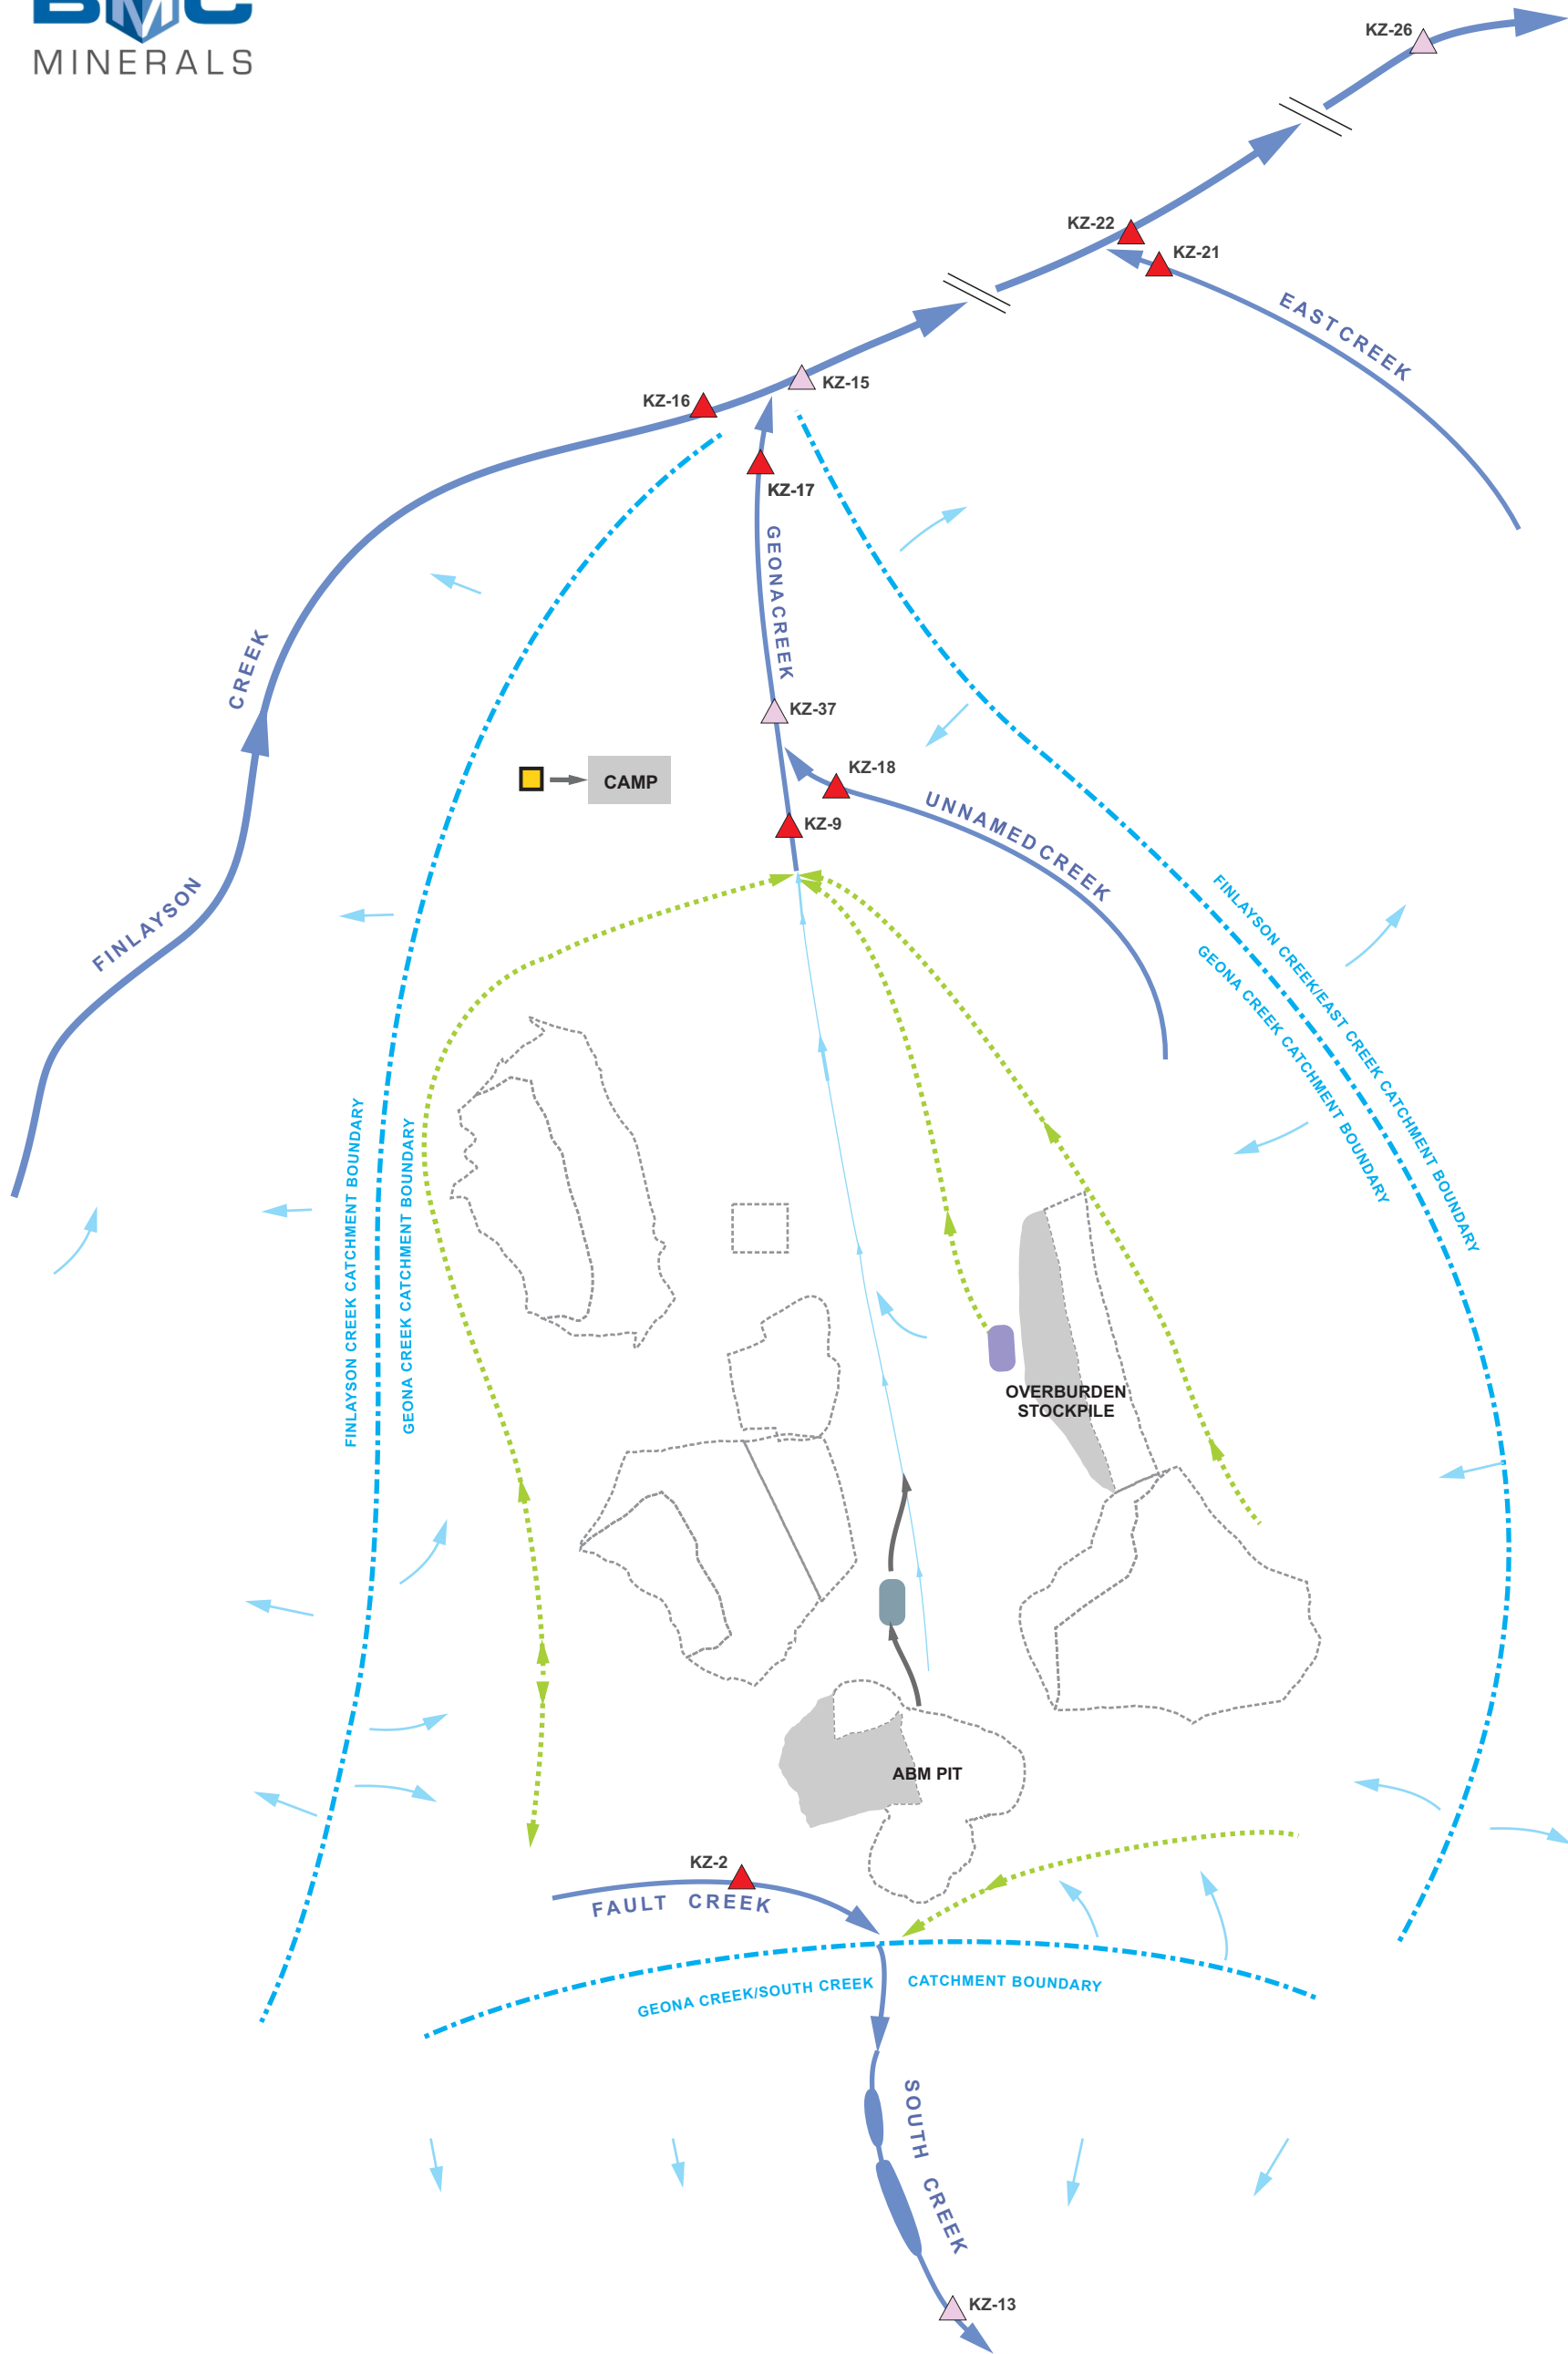 BMC
MINERALS
KZ-26
KZ-22
KZ-21
EAST CREEK
KZ-15
KZ-16
KZ-17
GEONA CREEK
CREEK
KZ-37
KZ-18
CAMP
UNNAMED CREEK
KZ-9
FINLAYSON
FINLAYSON CREEK/EAST CREEK CATCHMENT BOUNDARY
GEONA CREEK CATCHMENT BOUNDARY
FINLAYSON CREEK CATCHMENT BOUNDARY
GEONA CREEK CATCHMENT BOUNDARY
OVERBURDEN
STOCKPILE
ABM PIT
KZ-2
FAULT CREEK
GEONA CREEK/SOUTH CREEK CATCHMENT BOUNDARY
SOUTH CREEK
KZ-13